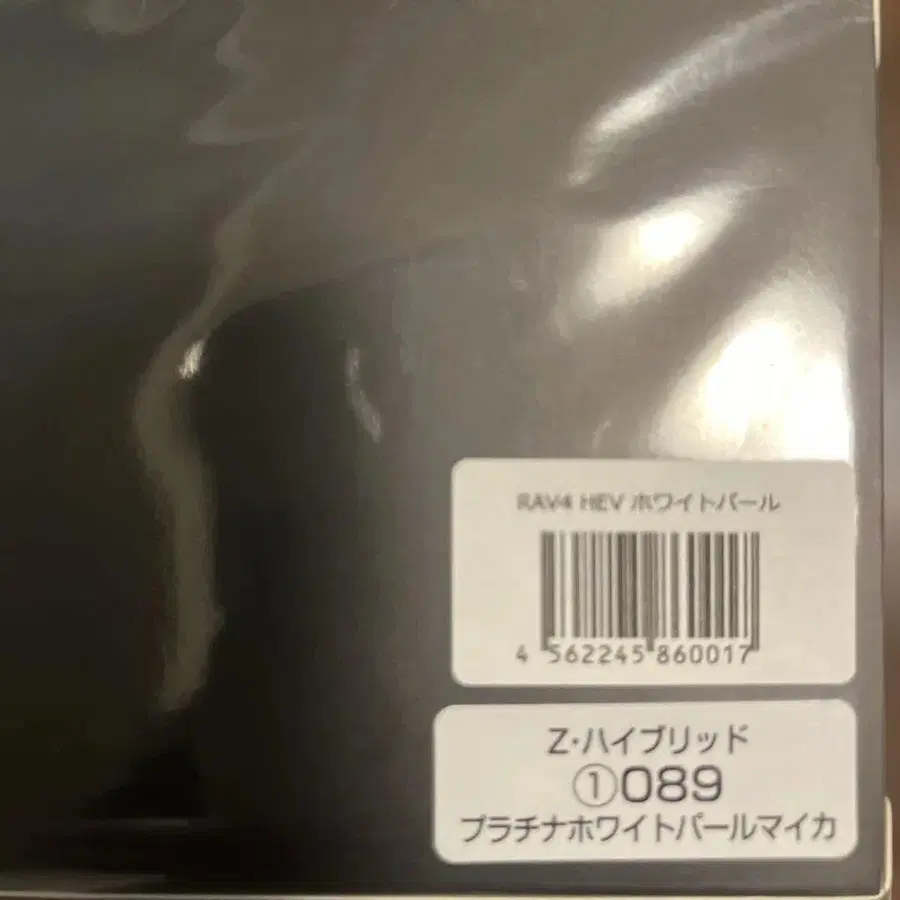 RAV4 HEV ホワイトパール
4 562245 860017
Z・ハイブリッド
①089
プラチナホワイトパールマイカ